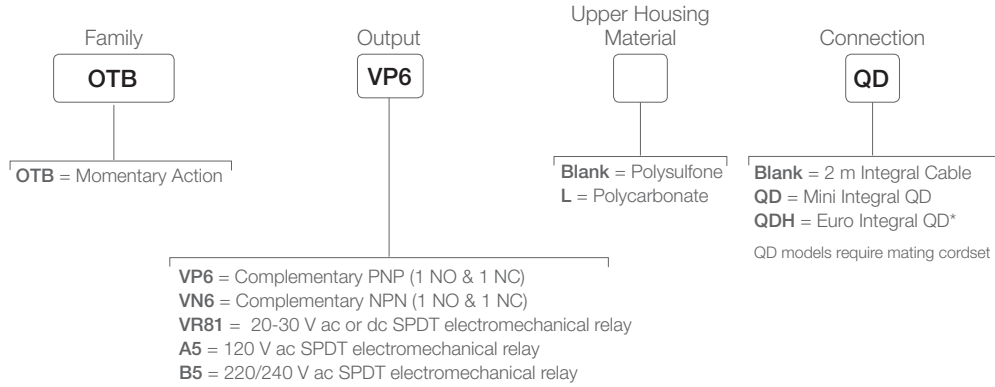 Family
Output
Upper Housing
Material
Connection
OTB
VP6
QD
OTB = Momentary Action
Blank = Polysulfone
L = Polycarbonate
Blank = 2 m Integral Cable
QD = Mini Integral QD
QDH = Euro Integral QD*
QD models require mating cordset
VP6 = Complementary PNP (1 NO & 1 NC)
VN6 = Complementary NPN (1 NO & 1 NC)
VR81 = 20-30 V ac or dc SPDT electromechanical relay
A5 = 120 V ac SPDT electromechanical relay
B5 = 220/240 V ac SPDT electromechanical relay